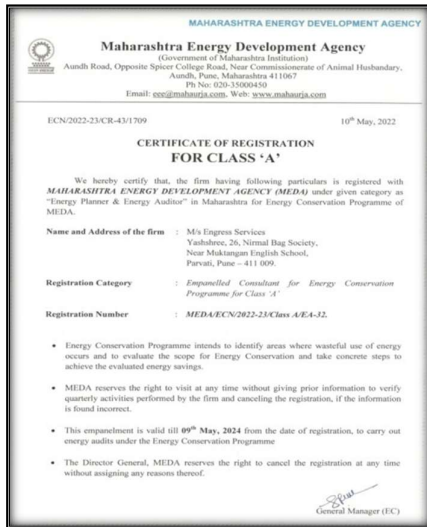 MAHARASHTRA ENERGY DEVELOPMENT AGENCY
Maharashtra Energy Development Agency
(Government of Maharashtra Institution)
Aundh Road, Opposite Spicer College Road, Near Commissionerate of Animal Husbandary,
Aundh, Pune, Maharashtra 411067
Ph No: 020-35000450
Email: eee@mahaurja.com, Web: www.mahaurja.com
ECN/2022-23/CR-43/1709 10th May, 2022
CERTIFICATE OF REGISTRATION
FOR CLASS 'A'
We hereby certify that, the firm having following particulars is registered with
MAHARASHTRA ENERGY DEVELOPMENT AGENCY (MEDA) under given category as
"Energy Planner & Energy Auditor" in Maharashtra for Energy Conservation Programme of
MEDA.
Name and Address of the firm : M/s Engress Services
Yashshree, 26, Nirmal Bag Society,
Near Muktangan English School,
Parvati, Pune – 411 009.
Registration Category : Empanelled Consultant for Energy Conservation
Programme for Class 'A'
Registration Number : MEDA/ECN/2022-23/Class A/EA-32.
• Energy Conservation Programme intends to identify areas where wasteful use of energy
occurs and to evaluate the scope for Energy Conservation and take concrete steps to
achieve the evaluated energy savings.
• MEDA reserves the right to visit at any time without giving prior information to verify
quarterly activities performed by the firm and canceling the registration, if the information
is found incorrect.
• This empanelment is valid till 09th May, 2024 from the date of registration, to carry out
energy audits under the Energy Conservation Programme
• The Director General, MEDA reserves the right to cancel the registration at any time
without assigning any reasons thereof.
General Manager (EC)